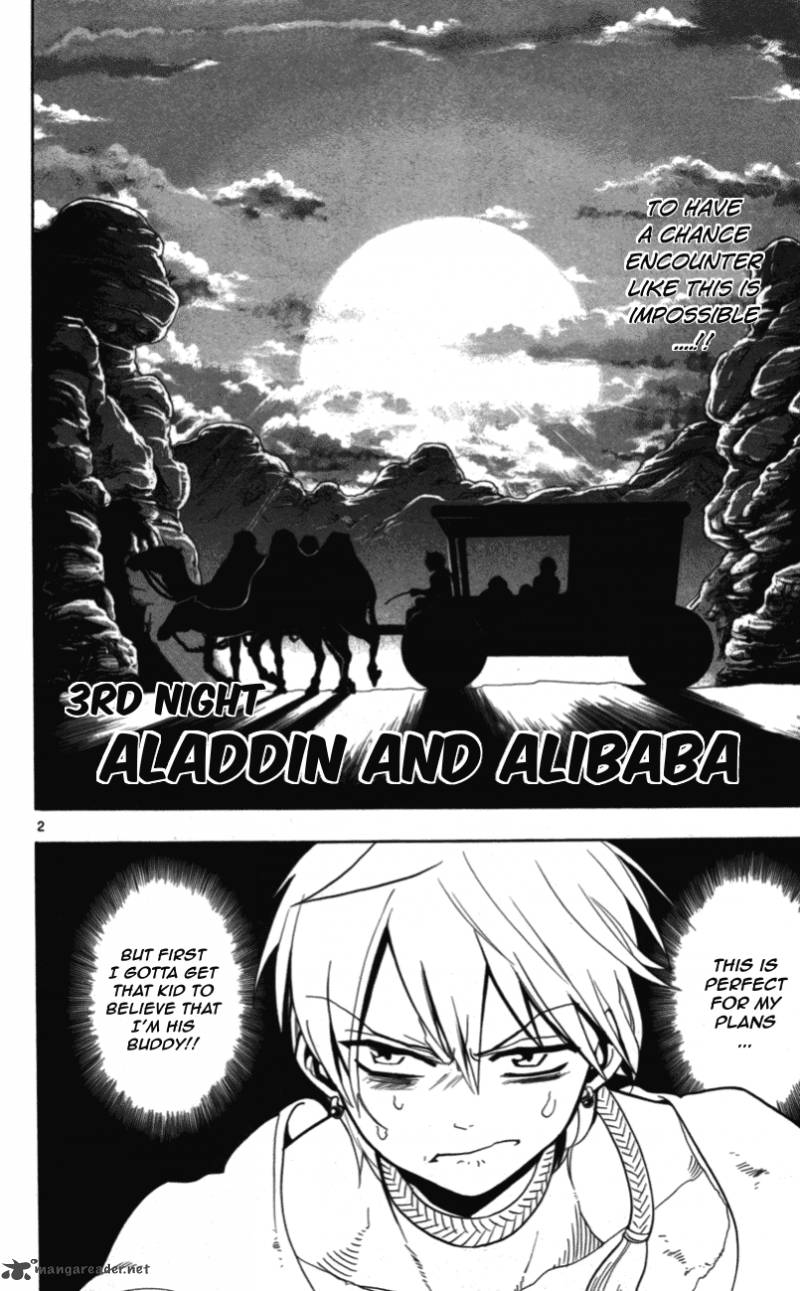 TO HAVE
A CHANCE
ENCOUNTER
LIKE THIS IS
IMPOSSIBLE
....!!
3RD NIGHT
ALADDIN AND ALIBABA
2
THIS IS
PERFECT
FOR MY
PLANS
...
BUT FIRST
I GOTTA GET
THAT KID TO
BELIEVE THAT
I'M HIS
BUDDY!!
mangareader.net